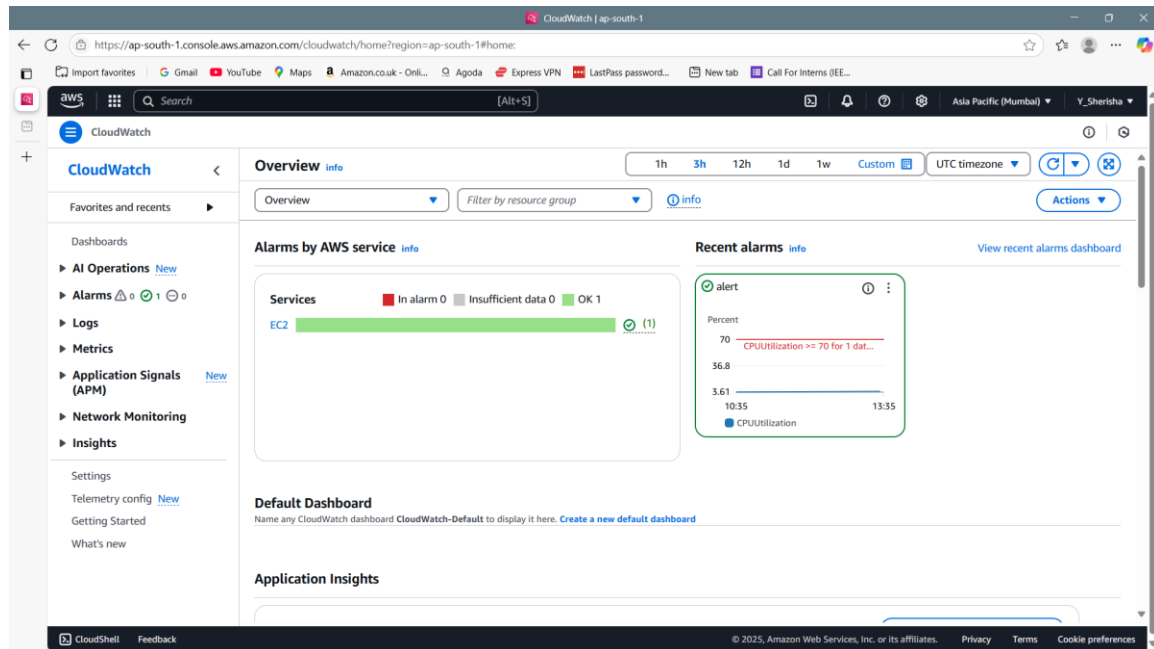 CloudWatch | ap-south-1
https://ap-south-1.console.aws.amazon.com/cloudwatch/home?region=ap-south-1#home:
Import favorites Gmail YouTube Maps Amazon.co.uk - Onli... Agoda Express VPN LastPass password... New tab Call For Interns (IEE...
aws Search [Alt+S] Asia Pacific (Mumbai) Y_Sherisha
CloudWatch
CloudWatch
Favorites and recents
Dashboards
AI Operations New
Alarms 0 1 0
Logs
Metrics
Application Signals (APM) New
Network Monitoring
Insights
Settings
Telemetry config New
Getting Started
What's new
Overview info
1h 3h 12h 1d 1w Custom UTC timezone
Overview Filter by resource group info Actions
Alarms by AWS service info
Services In alarm 0 Insufficient data 0 OK 1
EC2 (1)
Recent alarms info View recent alarms dashboard
alert
Percent
70
CPUUtilization >= 70 for 1 dat...
36.8
3.61
10:35 13:35
CPUUtilization
Default Dashboard
Name any CloudWatch dashboard CloudWatch-Default to display it here. Create a new default dashboard
Application Insights
CloudShell Feedback © 2025, Amazon Web Services, Inc. or its affiliates. Privacy Terms Cookie preferences